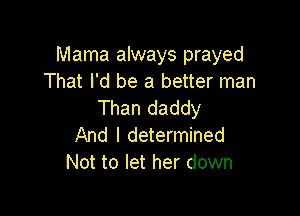 Mama always prayed
That I'd be a better man
Than daddy
And I determined
Not to let her down